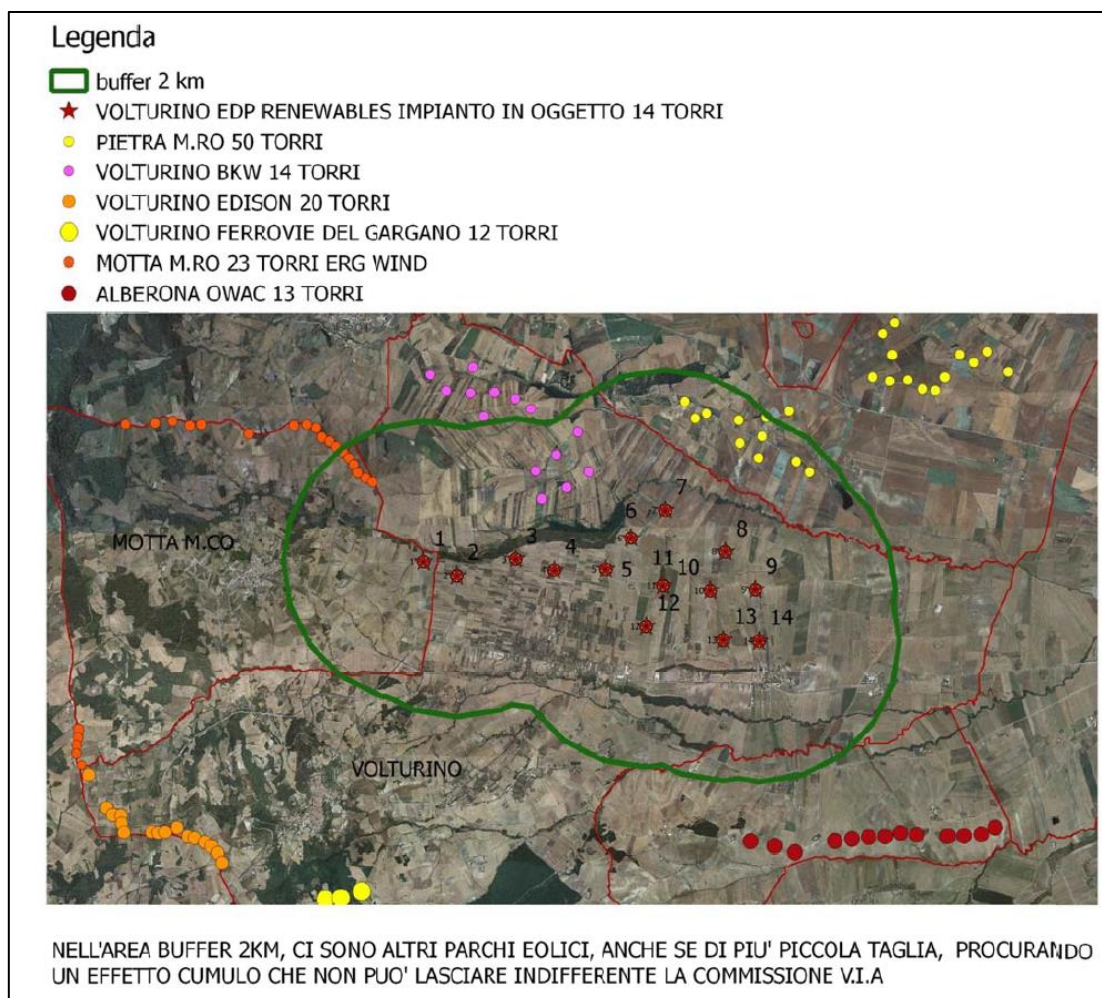 Legenda
buffer 2 km
VOLTURINO EDP RENEWABLES IMPIANTO IN OGGETTO 14 TORRI
PIETRA M.RO 50 TORRI
VOLTURINO BKW 14 TORRI
VOLTURINO EDISON 20 TORRI
VOLTURINO FERROVIE DEL GARGANO 12 TORRI
MOTTA M.RO 23 TORRI ERG WIND
ALBERONA OWAC 13 TORRI
7
6
8
MOTTA M.CO
1
2
3
4
5
11
10
9
12
13
14
VOLTURINO
NELL'AREA BUFFER 2KM, CI SONO ALTRI PARCHI EOLICI, ANCHE SE DI PIU' PICCOLA TAGLIA, PROCURANDO
UN EFFETTO CUMULO CHE NON PUO' LASCIARE INDIFFERENTE LA COMMISSIONE V.I.A